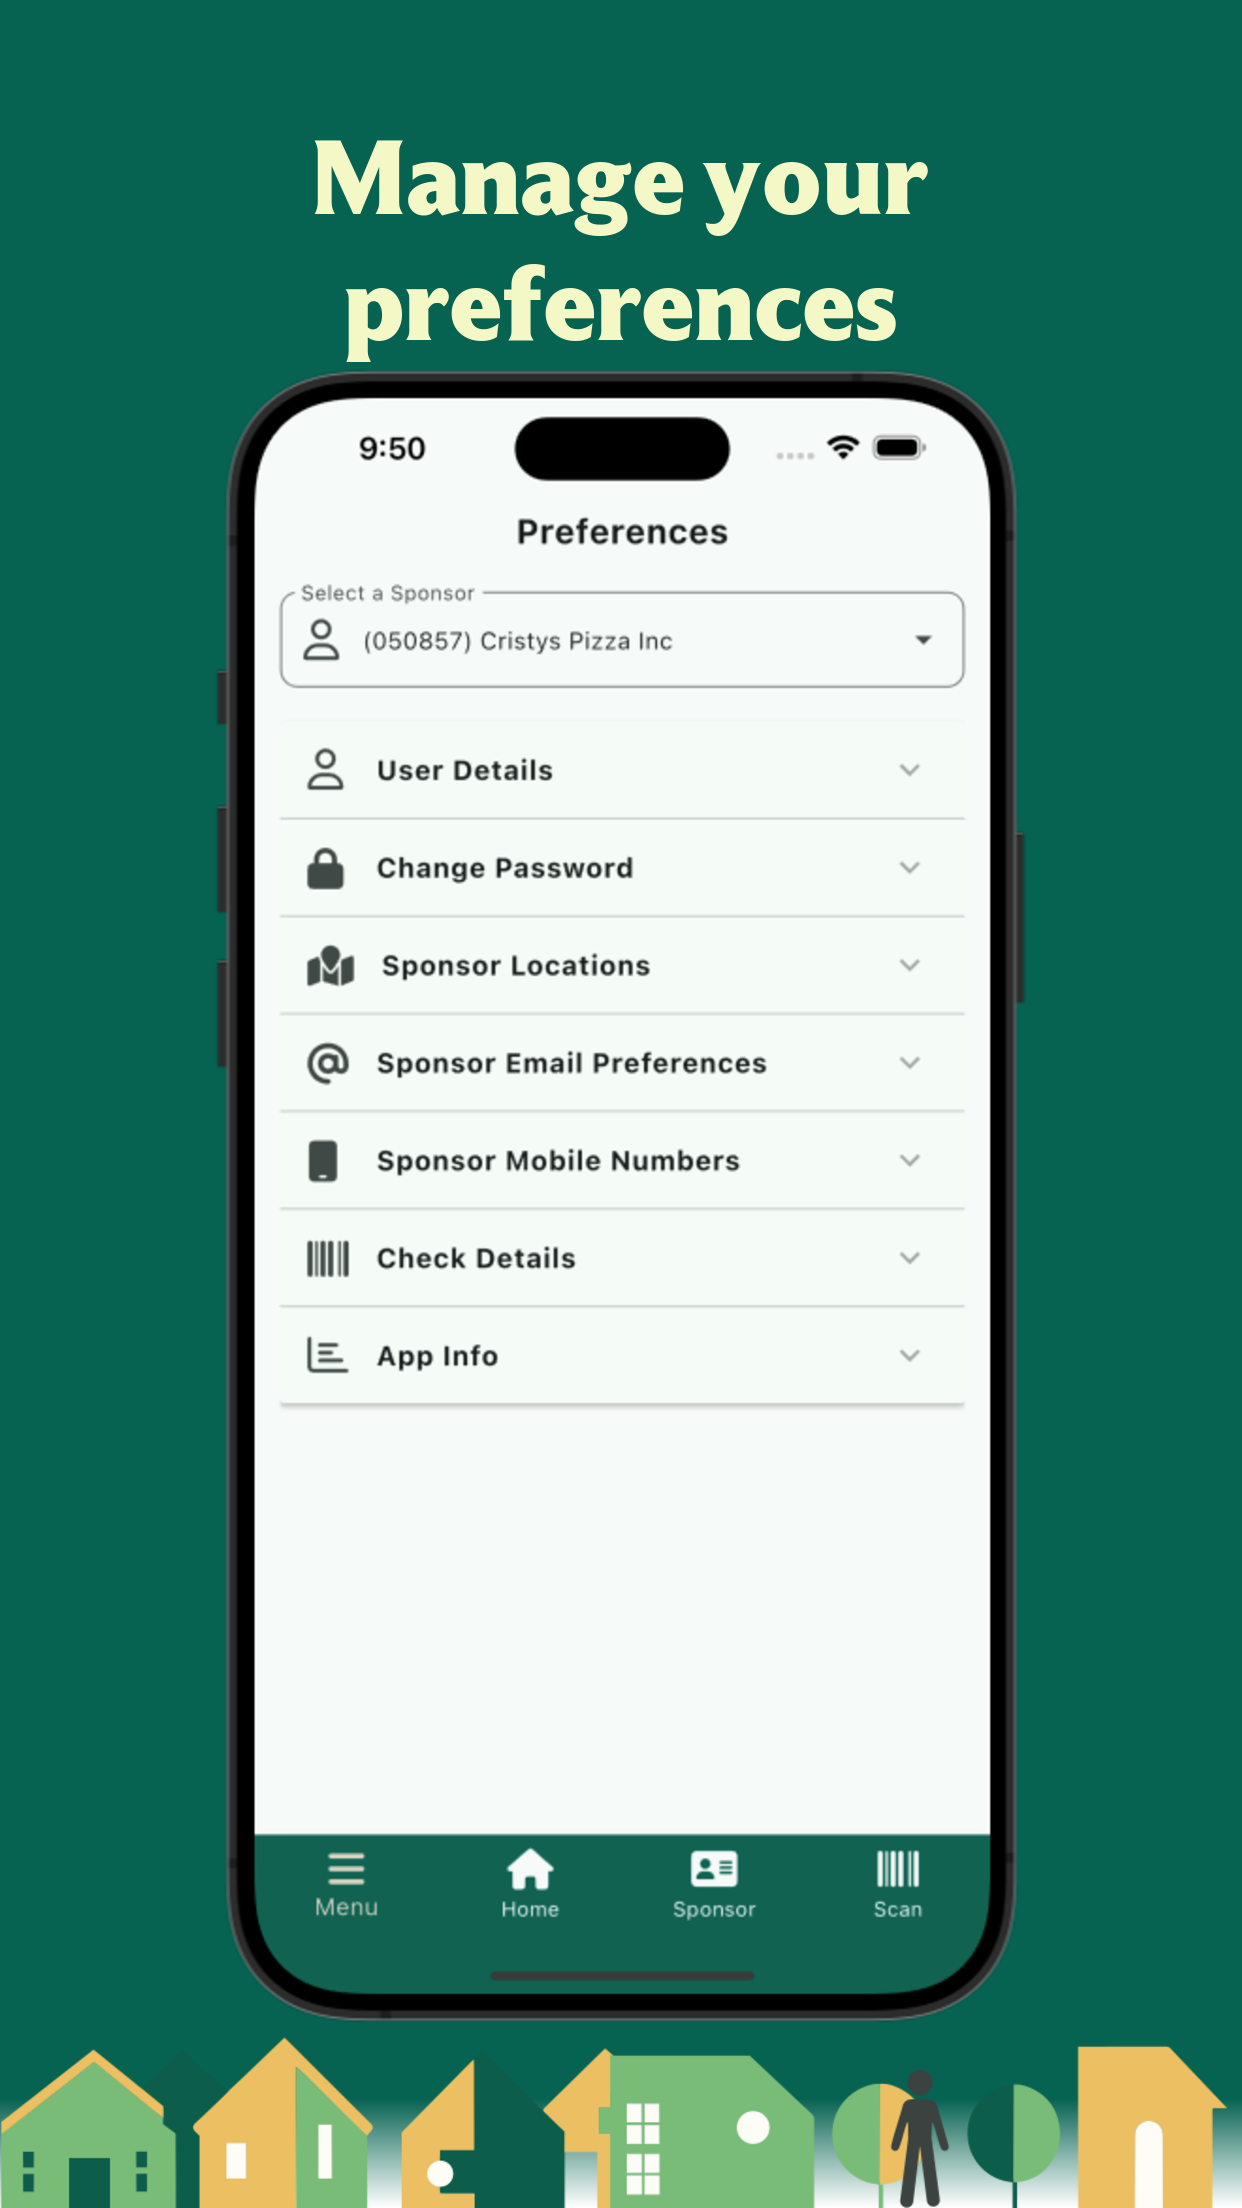 Manage your
preferences
9:50
Preferences
Select a Sponsor
(050857) Cristys Pizza Inc
User Details
Change Password
Sponsor Locations
Sponsor Email Preferences
Sponsor Mobile Numbers
Check Details
App Info
Menu Home Sponsor Scan